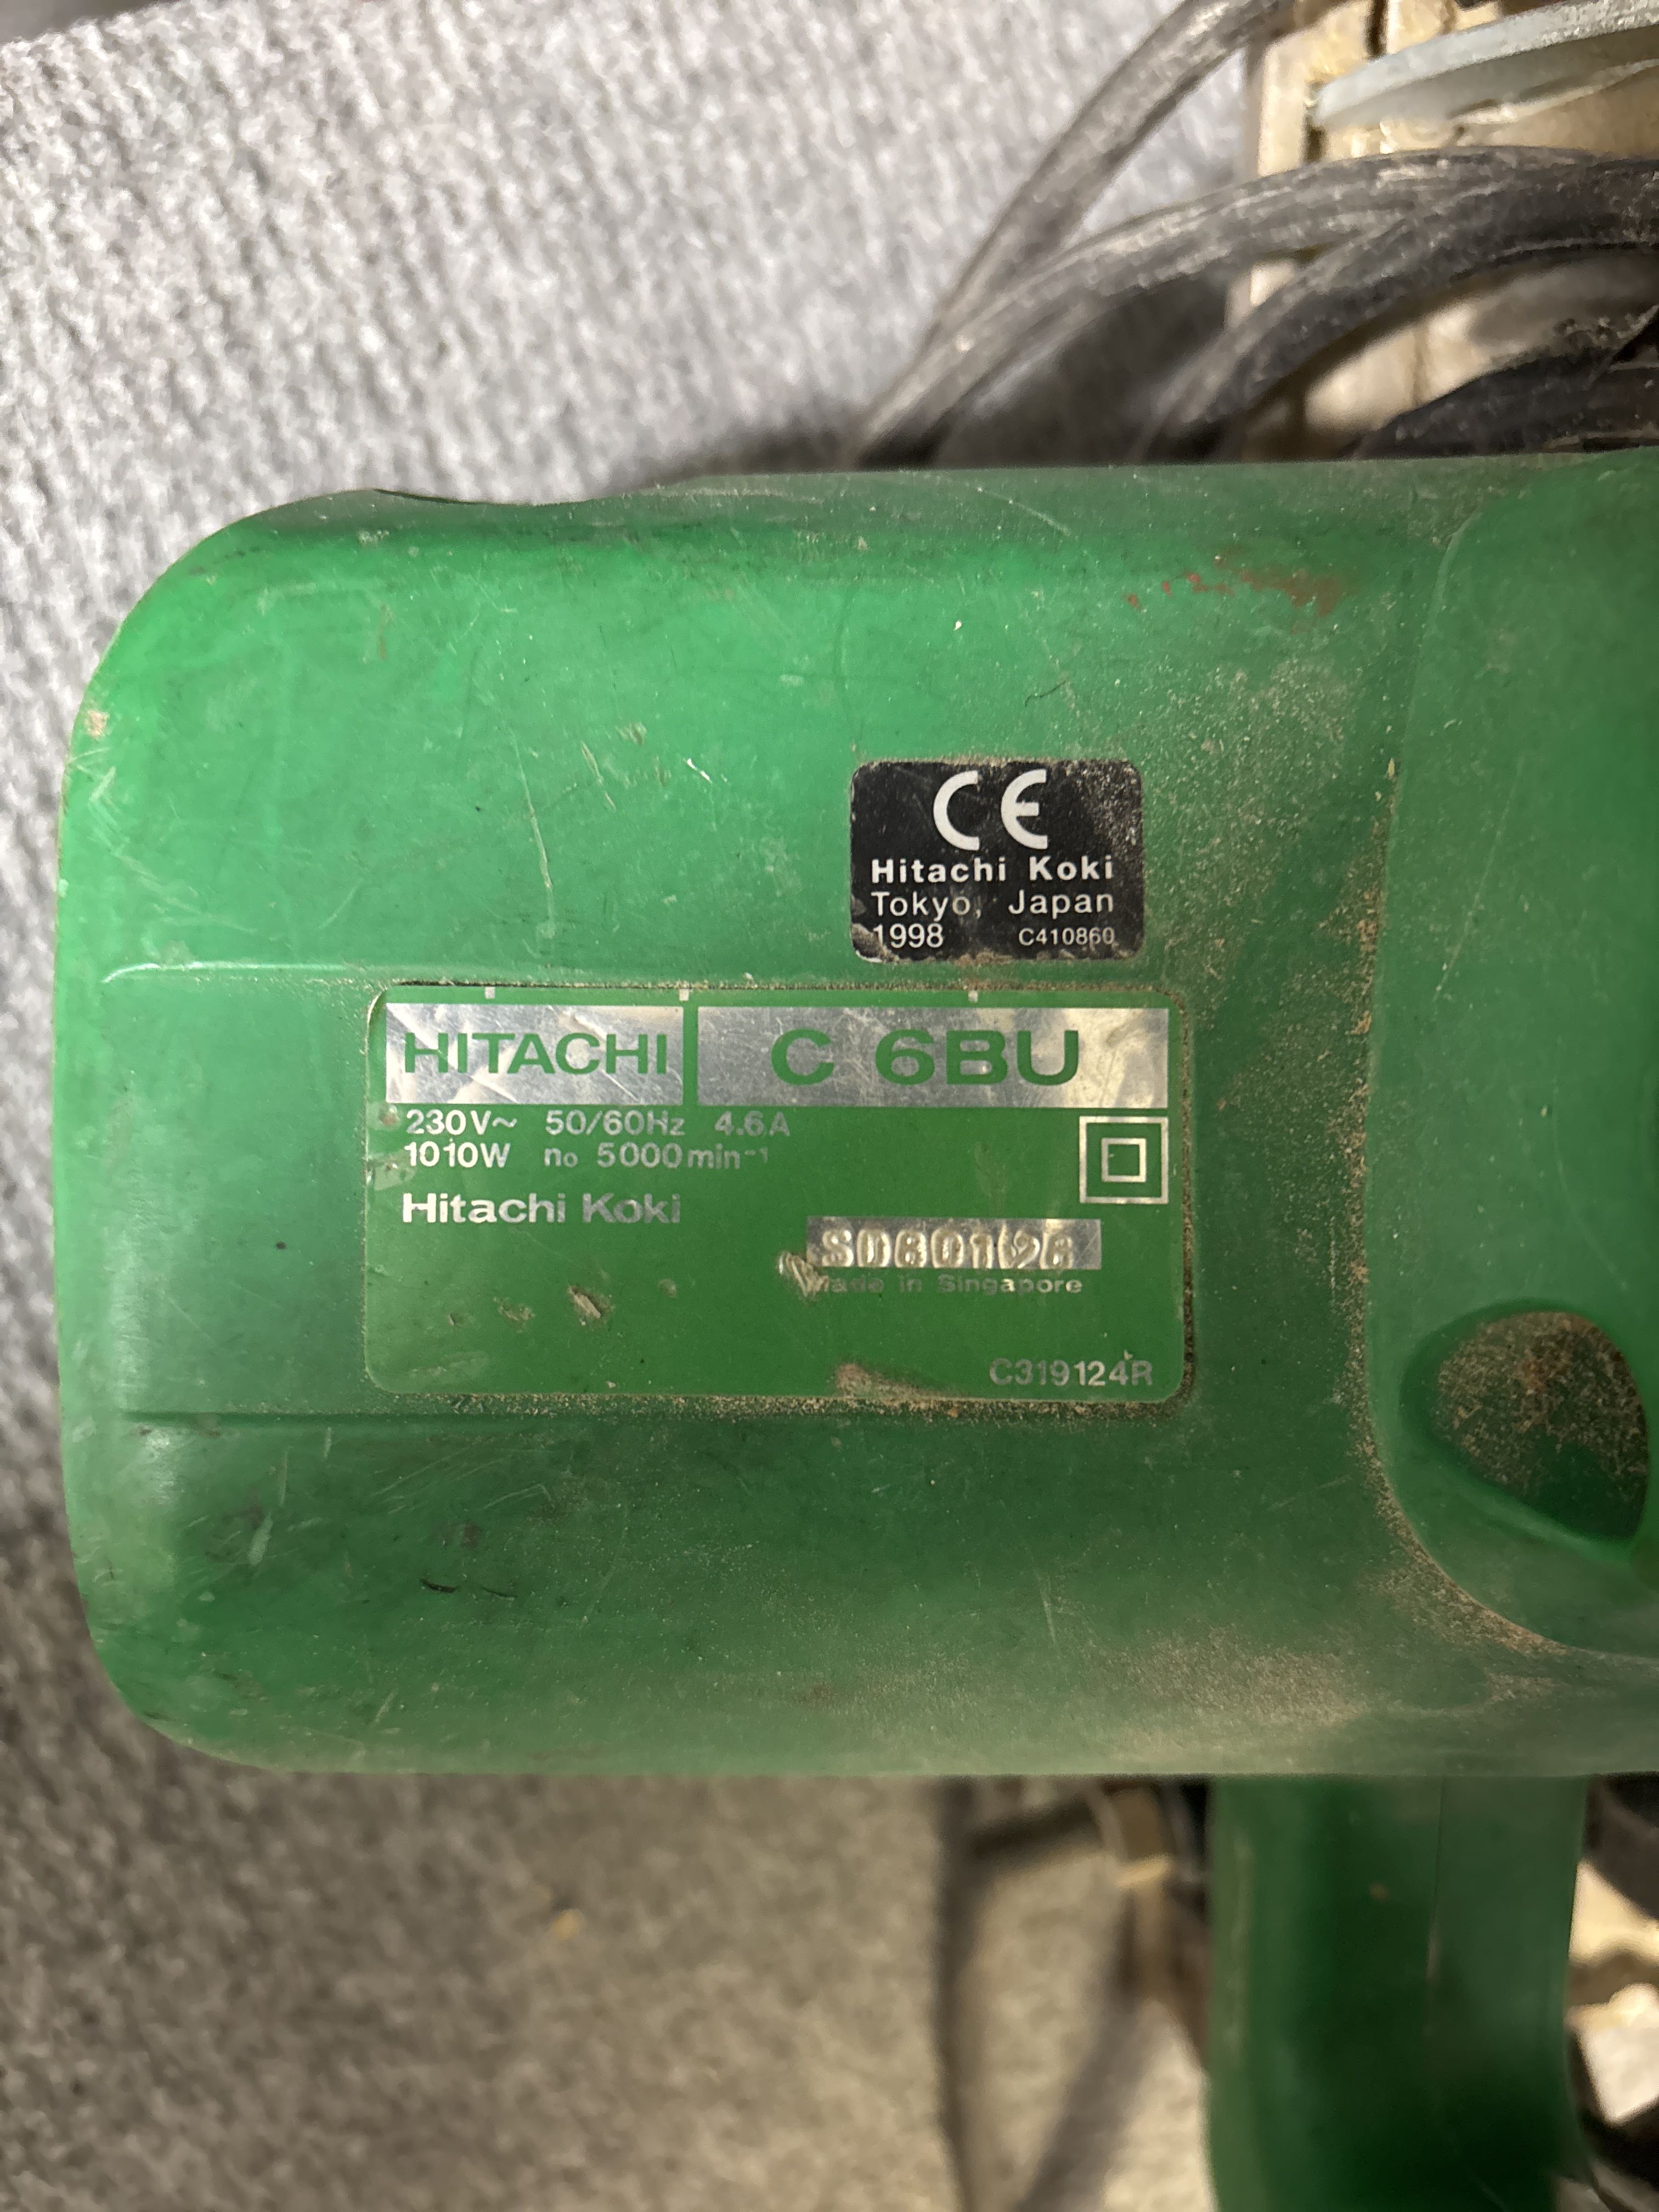 CE
Hitachi Koki
Tokyo, Japan
1998 C410860
HITACHI C 6BU
230V~ 50/60Hz 4.6A
1010W n₀ 5000min⁻¹
Hitachi Koki
Made in Singapore
C319124R